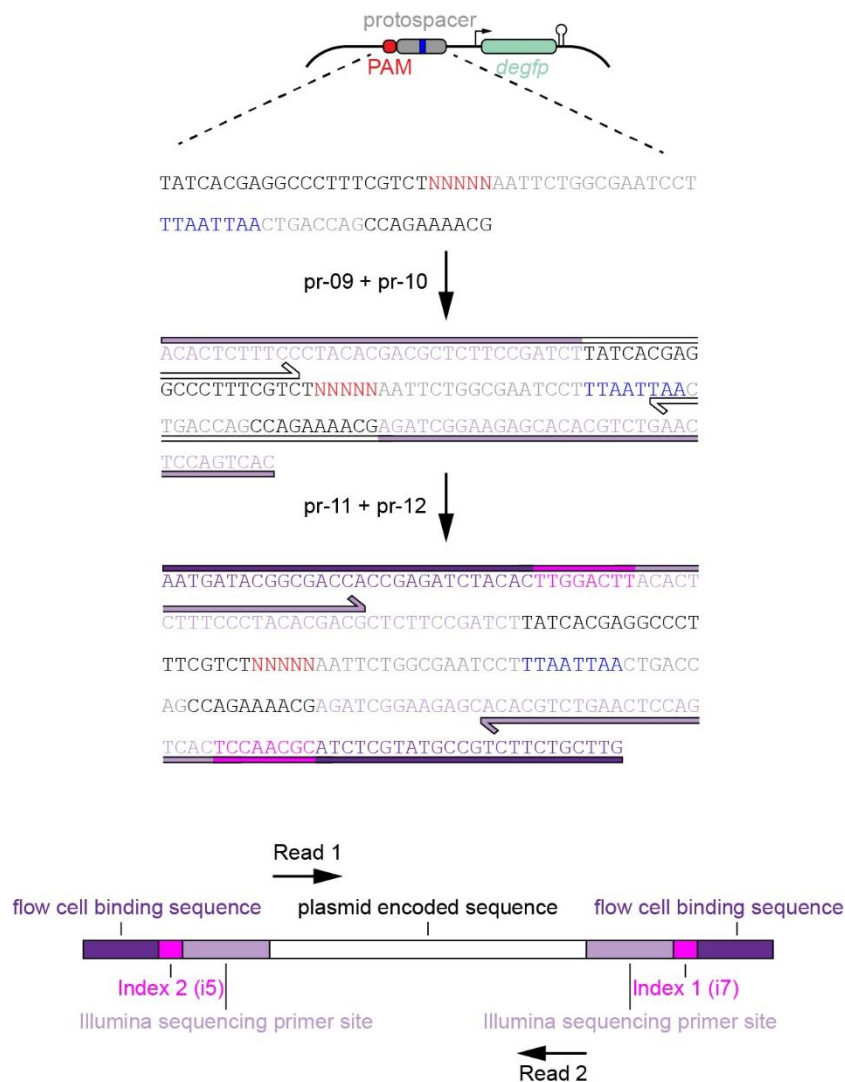 protospacer
PAM
degfp
TATCACGAGGCCCTTTCGTCTNNNNNAATTCTGGCGAATCCT
TTAATTAACTGACCAGCCAGAAAACG
pr-09 + pr-10
ACACTCTTTCCCTACACGACGCTCTTCCGATCTTATCACGAG
GCCCTTTCGTCTNNNNNAATTCTGGCGAATCCTTTAATTAAC
TGACCAGCCAGAAAACGAGATCGGAAGAGCACACGTCTGAAC
TCCAGTCAC
pr-11 + pr-12
AATGATACGGCGACCACCGAGATCTACACTTGGACTTACACT
CTTTCCCTACACGACGCTCTTCCGATCTTATCACGAGGCCCT
TTCGTCTNNNNNAATTCTGGCGAATCCTTTAATTAACTGACC
AGCCAGAAAACGAGATCGGAAGAGCACACGTCTGAACTCCAG
TCACTCCAACGCATCTCGTATGCCGTCTTCTGCTTG
Read 1
flow cell binding sequence plasmid encoded sequence flow cell binding sequence
Index 2 (i5) Index 1 (i7)
Illumina sequencing primer site Illumina sequencing primer site
Read 2